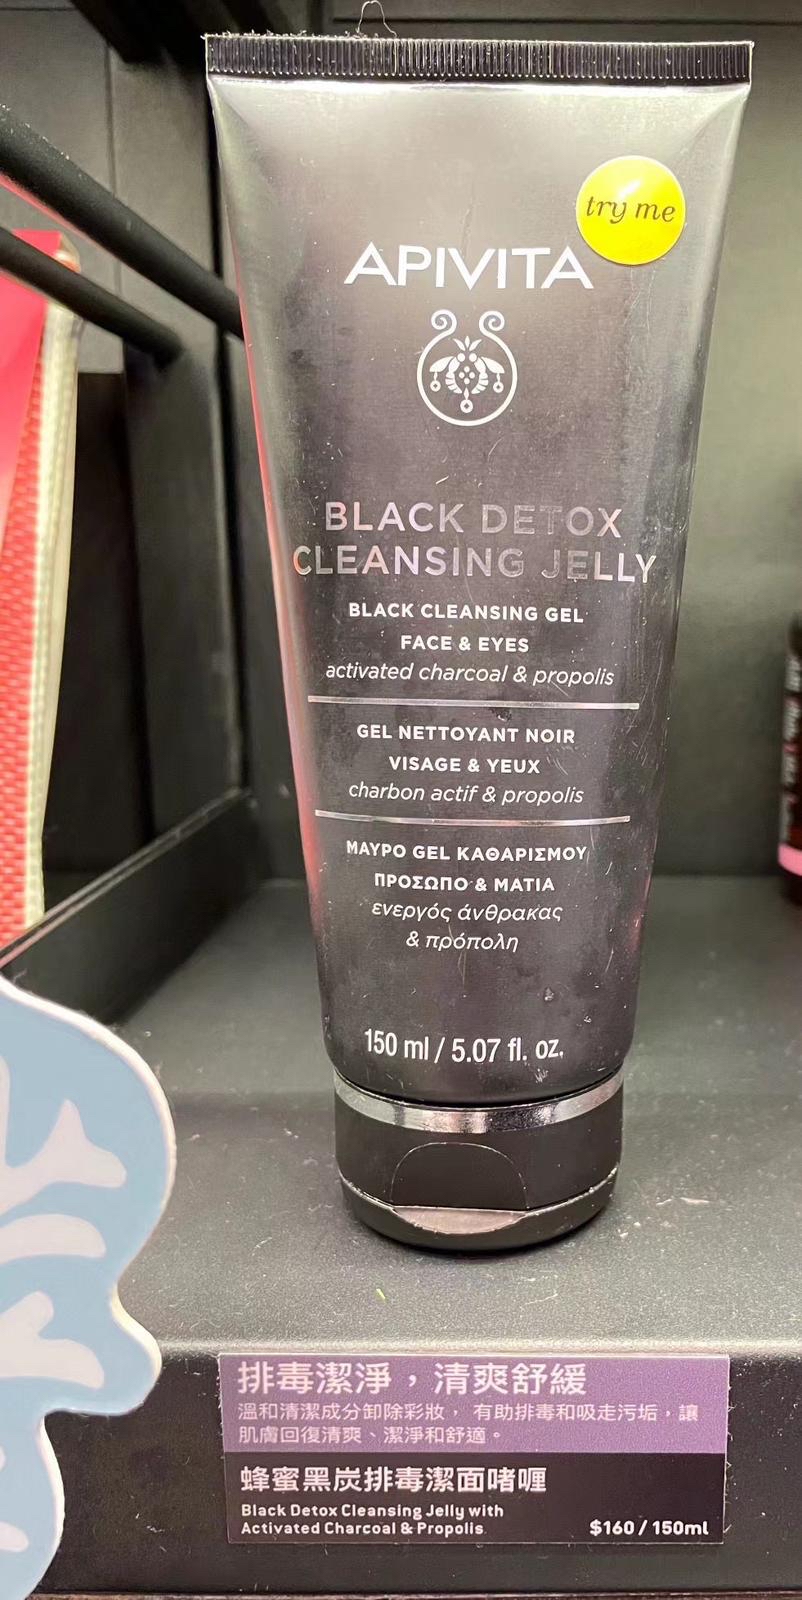 try me
APIVITA
BLACK DETOX
CLEANSING JELLY
BLACK CLEANSING GEL
FACE & EYES
activated charcoal & propolis
GEL NETTOYANT NOIR
VISAGE & YEUX
charbon actif & propolis
ΜΑΥΡΟ GEL ΚΑΘΑΡΙΣΜΟΥ
ΠΡΟΣΩΠΟ & ΜΑΤΙΑ
ενεργός άνθρακας
& πρόπολη
150 ml / 5.07 fl. oz.
排毒潔淨，清爽舒緩
溫和清潔成分卸除彩妝，有助排毒和吸走污垢，讓
肌膚回復清爽、潔淨和舒適。
蜂蜜黑炭排毒潔面啫喱
Black Detox Cleansing Jelly with
Activated Charcoal & Propolis
$160 / 150ml